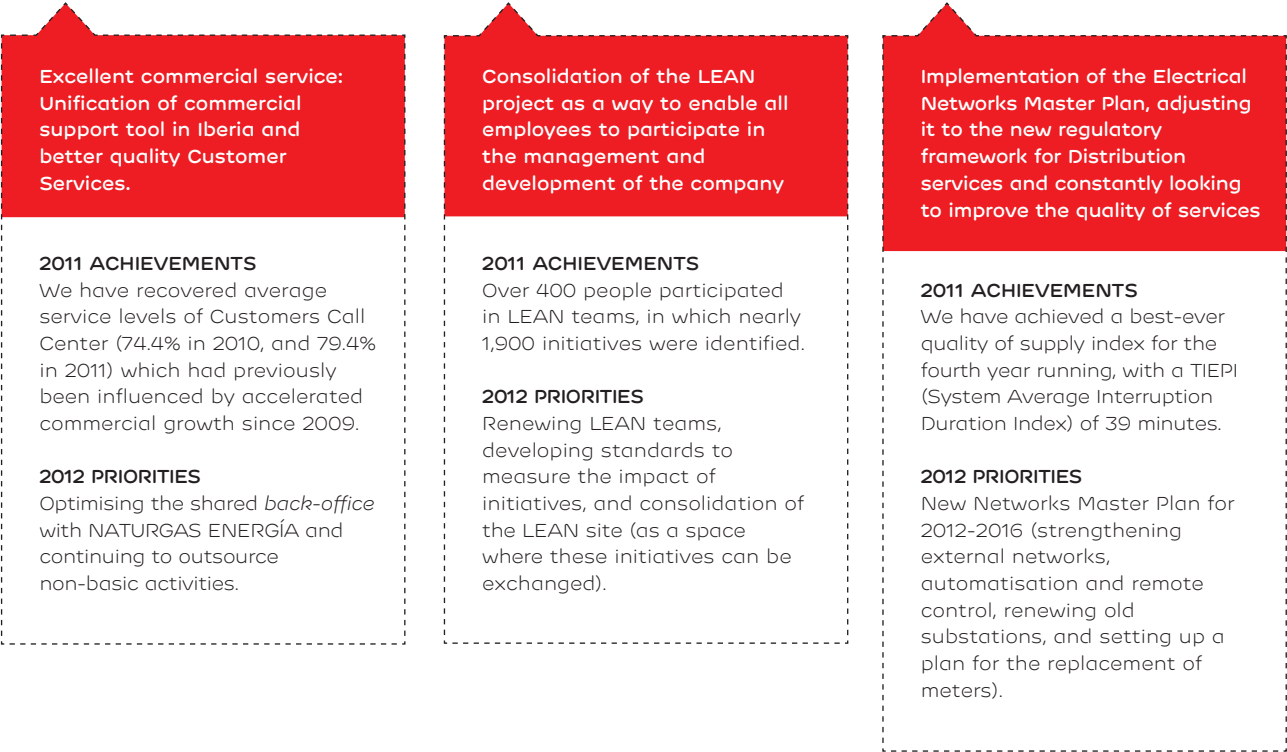 Excellent commercial service:
Unification of commercial
support tool in Iberia and
better quality Customer
Services.
2011 ACHIEVEMENTS
We have recovered average
service levels of Customers Call
Center (74.4% in 2010, and 79.4%
in 2011) which had previously
been influenced by accelerated
commercial growth since 2009.
2012 PRIORITIES
Optimising the shared back-office
with NATURGAS ENERGÍA and
continuing to outsource
non-basic activities.
Consolidation of the LEAN
project as a way to enable all
employees to participate in
the management and
development of the company
2011 ACHIEVEMENTS
Over 400 people participated
in LEAN teams, in which nearly
1,900 initiatives were identified.
2012 PRIORITIES
Renewing LEAN teams,
developing standards to
measure the impact of
initiatives, and consolidation of
the LEAN site (as a space
where these initiatives can be
exchanged).
Implementation of the Electrical
Networks Master Plan, adjusting
it to the new regulatory
framework for Distribution
services and constantly looking
to improve the quality of services
2011 ACHIEVEMENTS
We have achieved a best-ever
quality of supply index for the
fourth year running, with a TIEPI
(System Average Interruption
Duration Index) of 39 minutes.
2012 PRIORITIES
New Networks Master Plan for
2012-2016 (strengthening
external networks,
automatisation and remote
control, renewing old
substations, and setting up a
plan for the replacement of
meters).